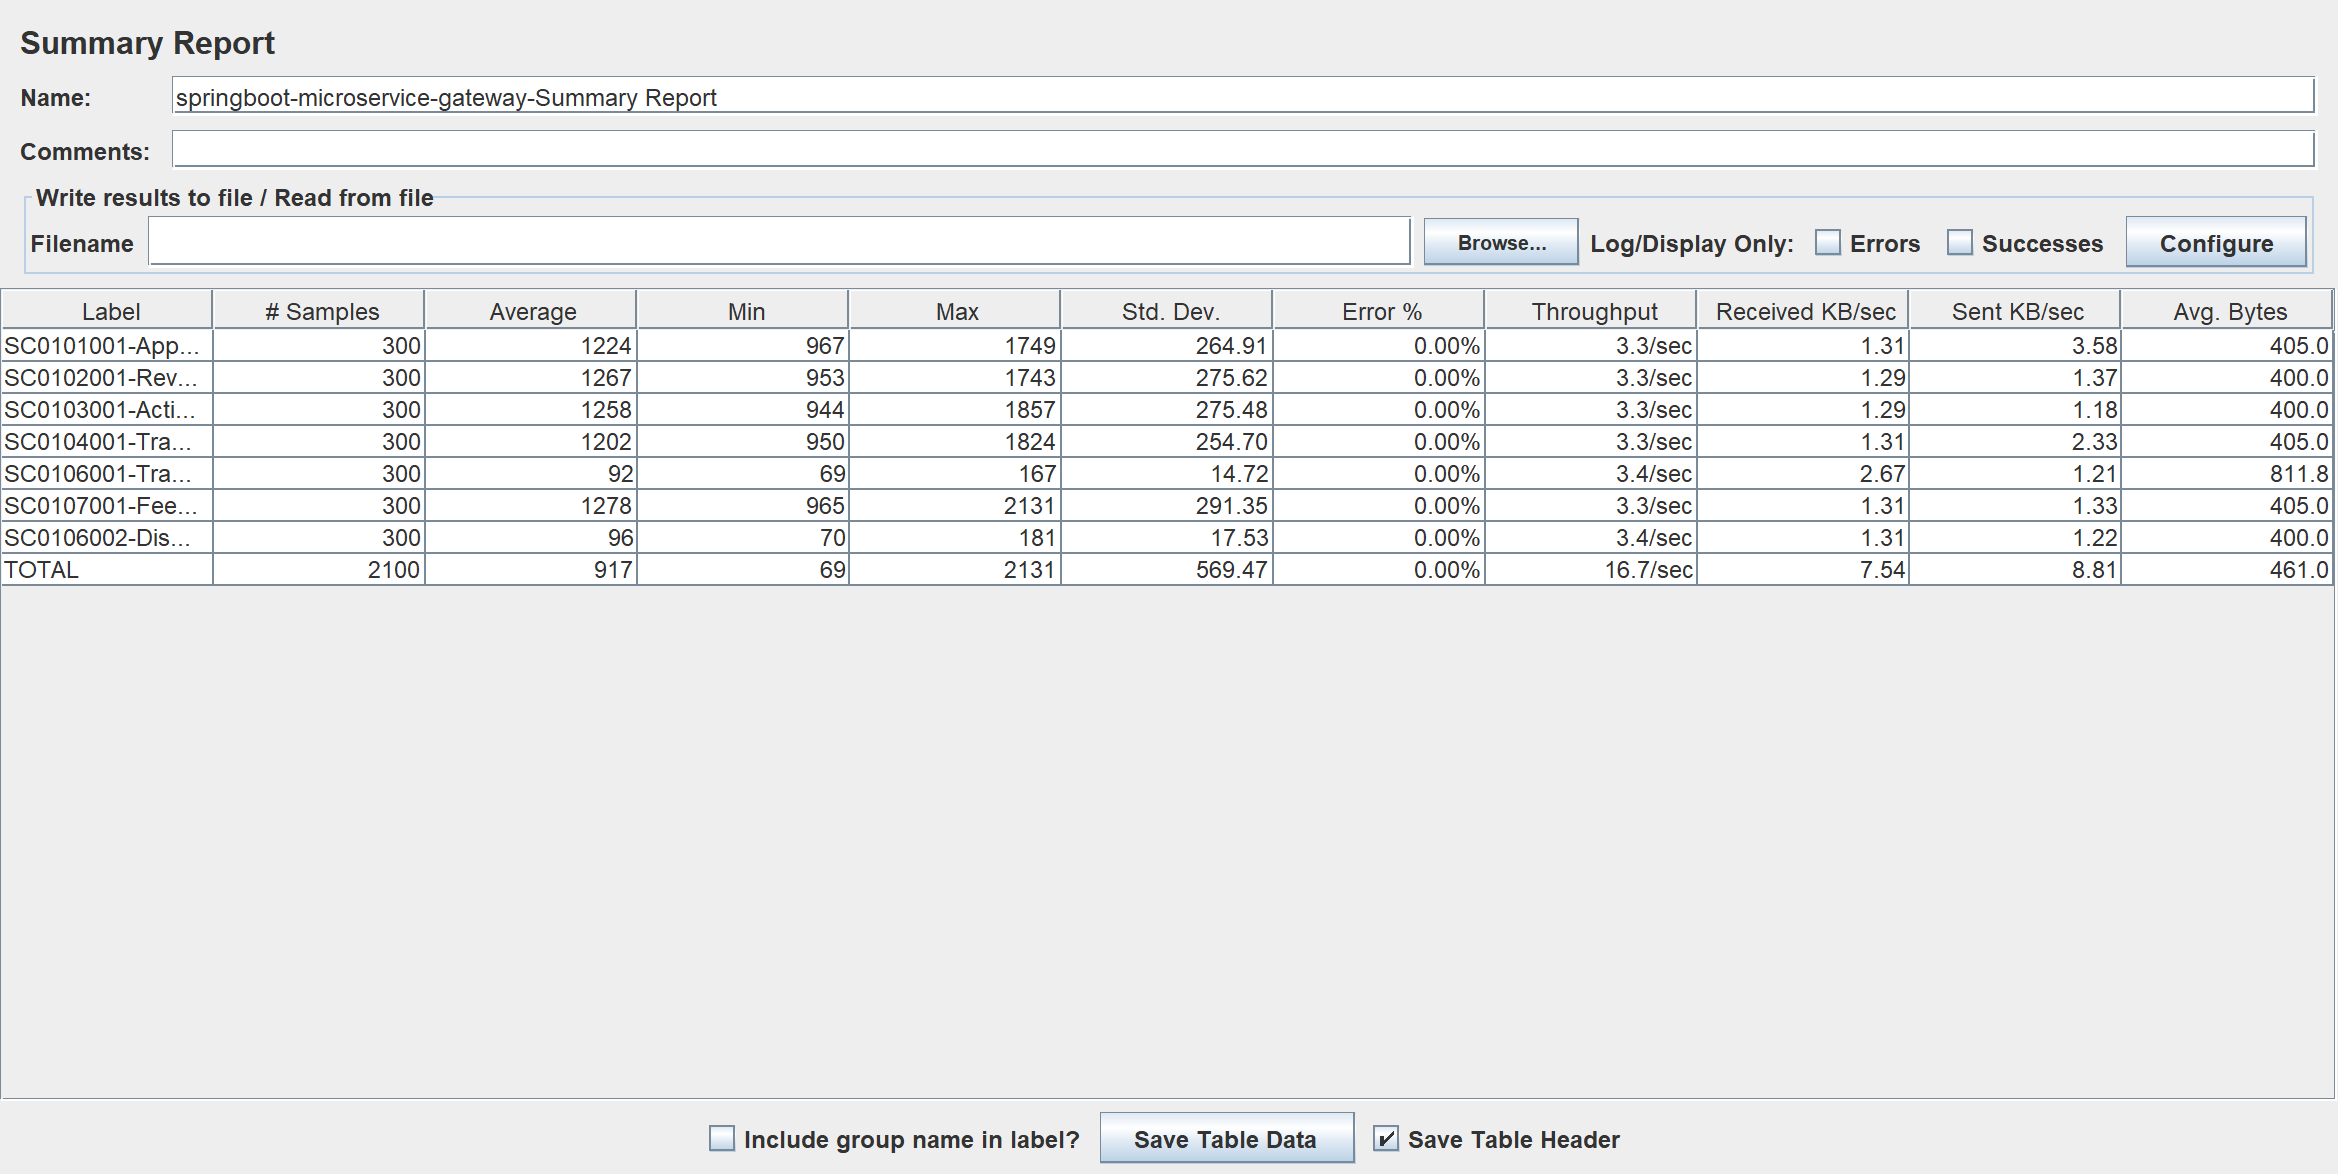 Summary Report
Name: springboot-microservice-gateway-Summary Report
Comments:
Write results to file / Read from file
Filename Browse... Log/Display Only: Errors Successes Configure
Label # Samples Average Min Max Std. Dev. Error % Throughput Received KB/sec Sent KB/sec Avg. Bytes
SC0101001-App... 300 1224 967 1749 264.91 0.00% 3.3/sec 1.31 3.58 405.0
SC0102001-Rev... 300 1267 953 1743 275.62 0.00% 3.3/sec 1.29 1.37 400.0
SC0103001-Acti... 300 1258 944 1857 275.48 0.00% 3.3/sec 1.29 1.18 400.0
SC0104001-Tra... 300 1202 950 1824 254.70 0.00% 3.3/sec 1.31 2.33 405.0
SC0106001-Tra... 300 92 69 167 14.72 0.00% 3.4/sec 2.67 1.21 811.8
SC0107001-Fee... 300 1278 965 2131 291.35 0.00% 3.3/sec 1.31 1.33 405.0
SC0106002-Dis... 300 96 70 181 17.53 0.00% 3.4/sec 1.31 1.22 400.0
TOTAL 2100 917 69 2131 569.47 0.00% 16.7/sec 7.54 8.81 461.0
Include group name in label? Save Table Data Save Table Header